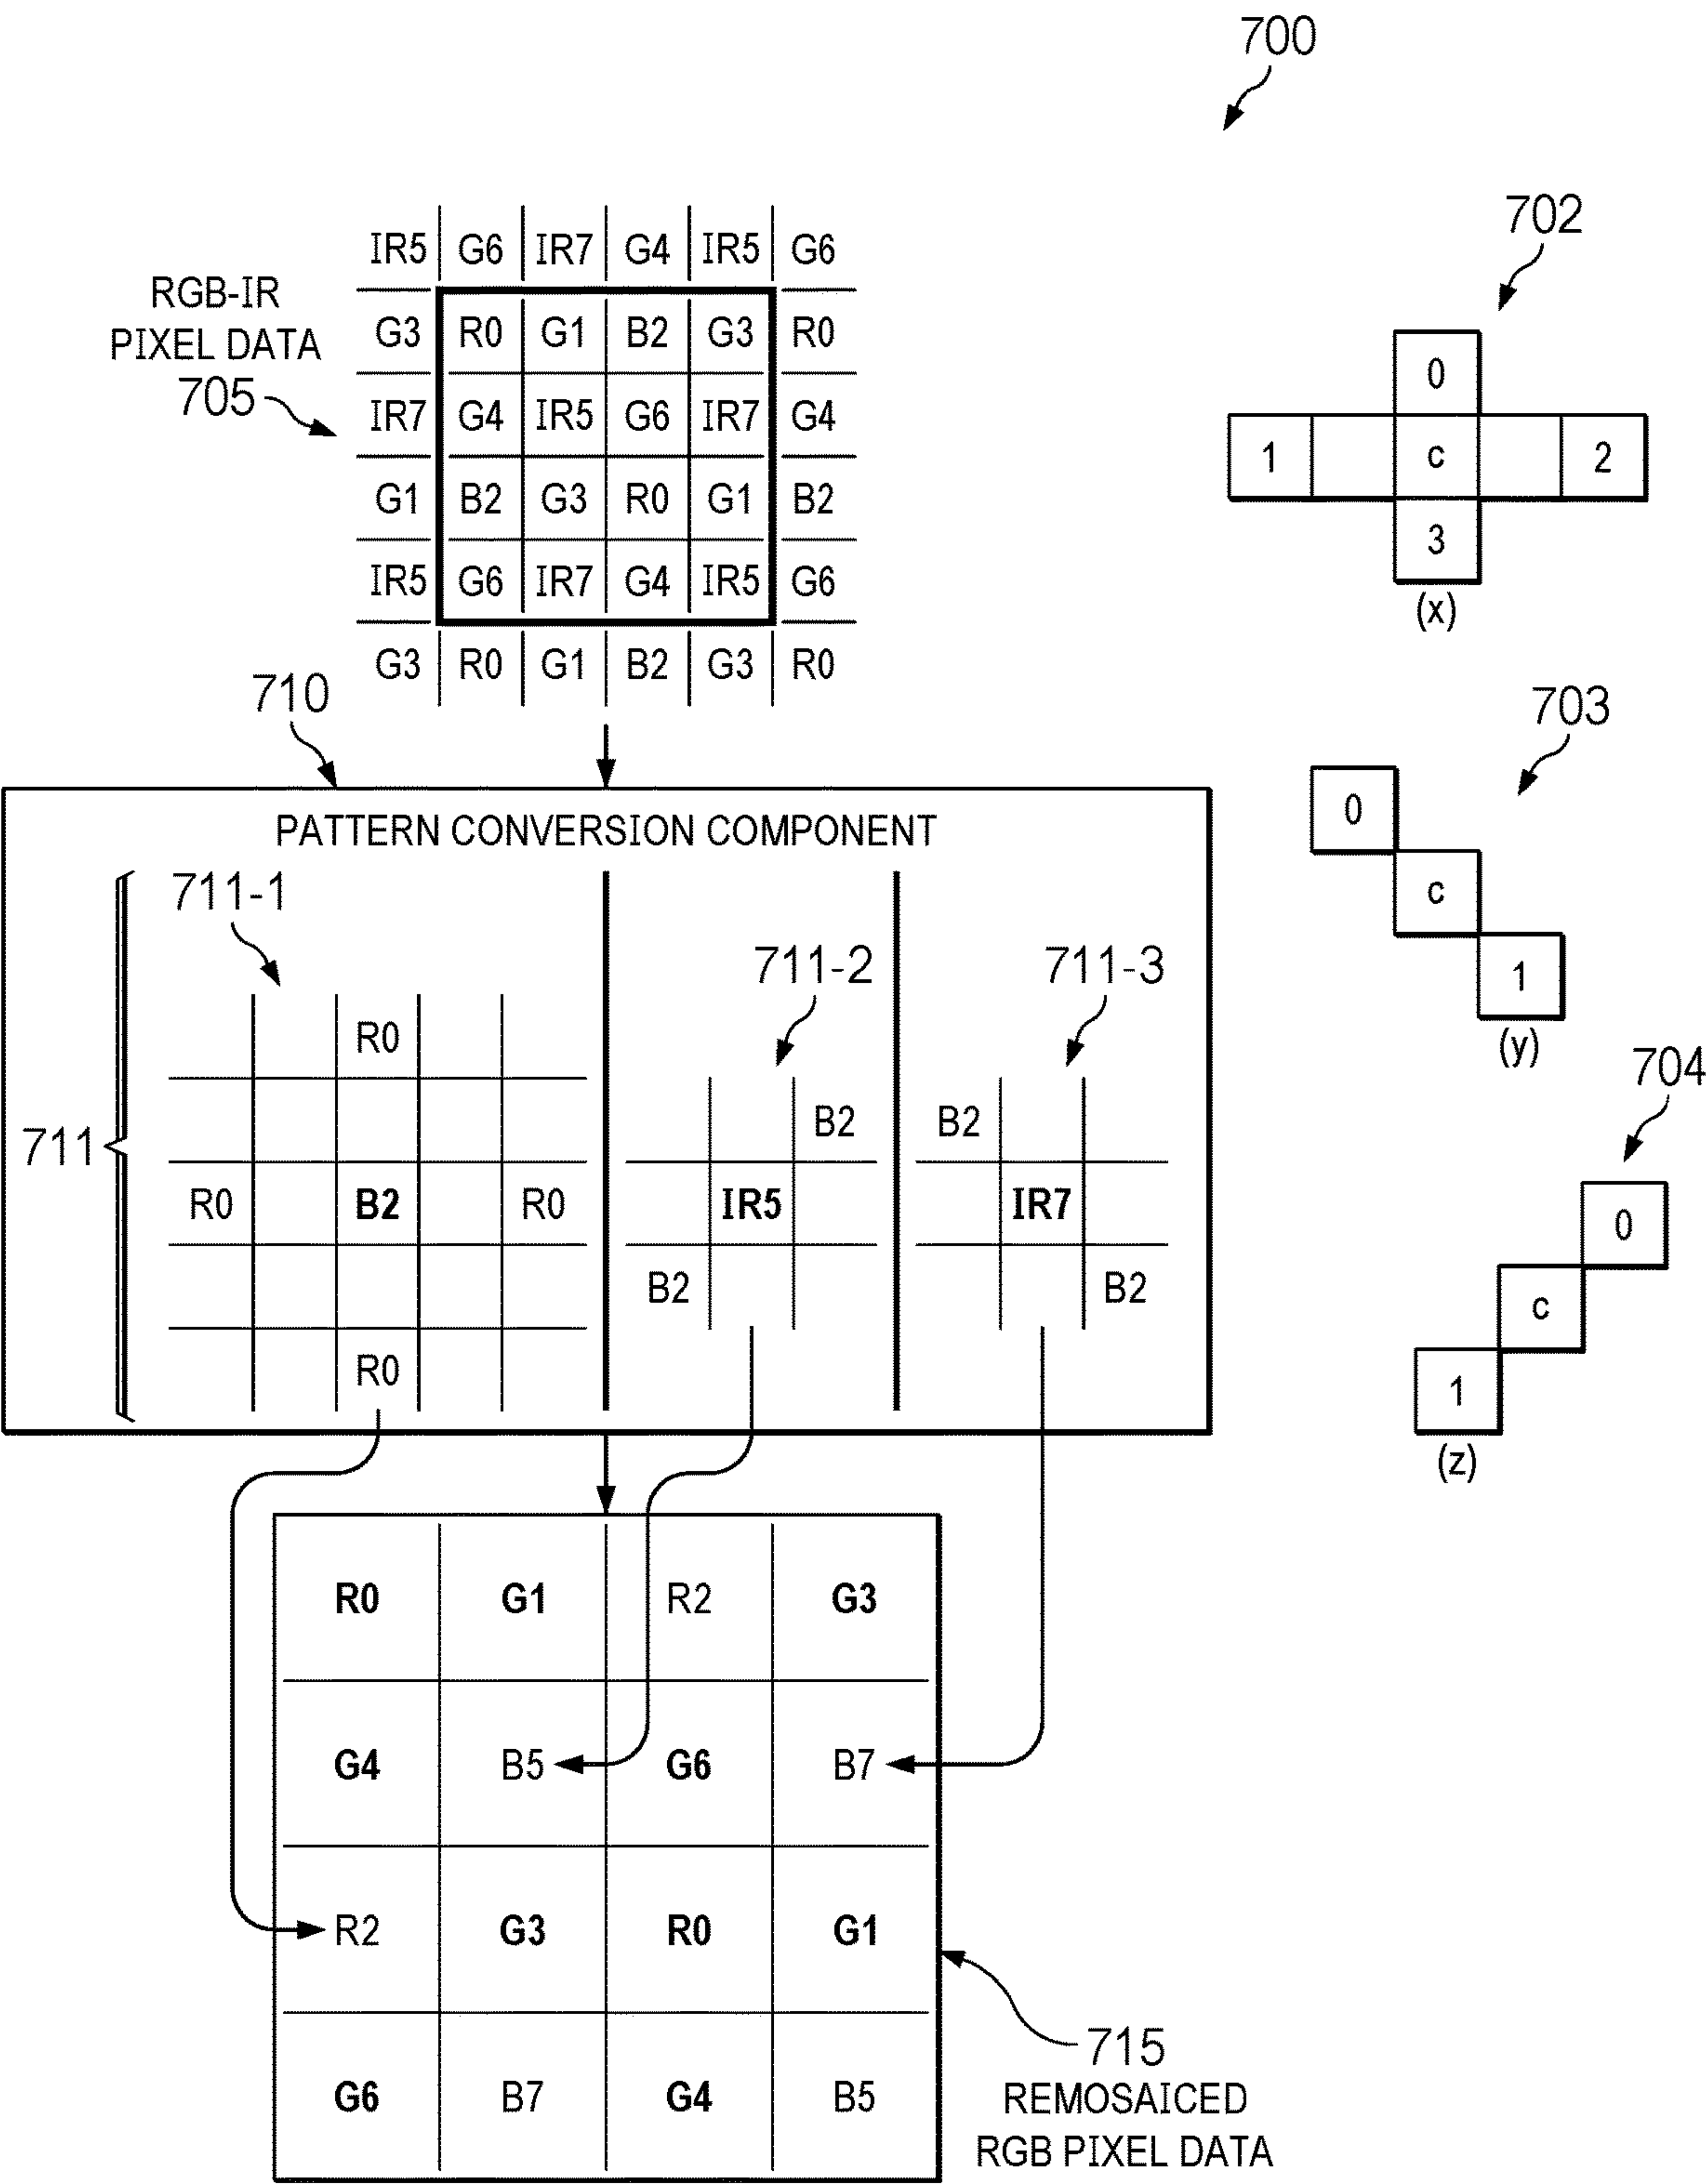 700
702
IR5 G6 IR7 G4 IR5 G6
RGB-IR
PIXEL DATA
705
G3 R0 G1 B2 G3 R0
IR7 G4 IR5 G6 IR7 G4
G1 B2 G3 R0 G1 B2
IR5 G6 IR7 G4 IR5 G6
G3 R0 G1 B2 G3 R0
0
1 c 2
3
(x)
710
703
0
c
1
(y)
PATTERN CONVERSION COMPONENT
711
711-1
R0
R0 B2 R0
R0
711-2
B2
IR5
B2
711-3
B2
IR7
B2
704
0
c
1
(z)
R0 G1 R2 G3
G4 B5 G6 B7
R2 G3 R0 G1
G6 B7 G4 B5
715
REMOSAICED
RGB PIXEL DATA